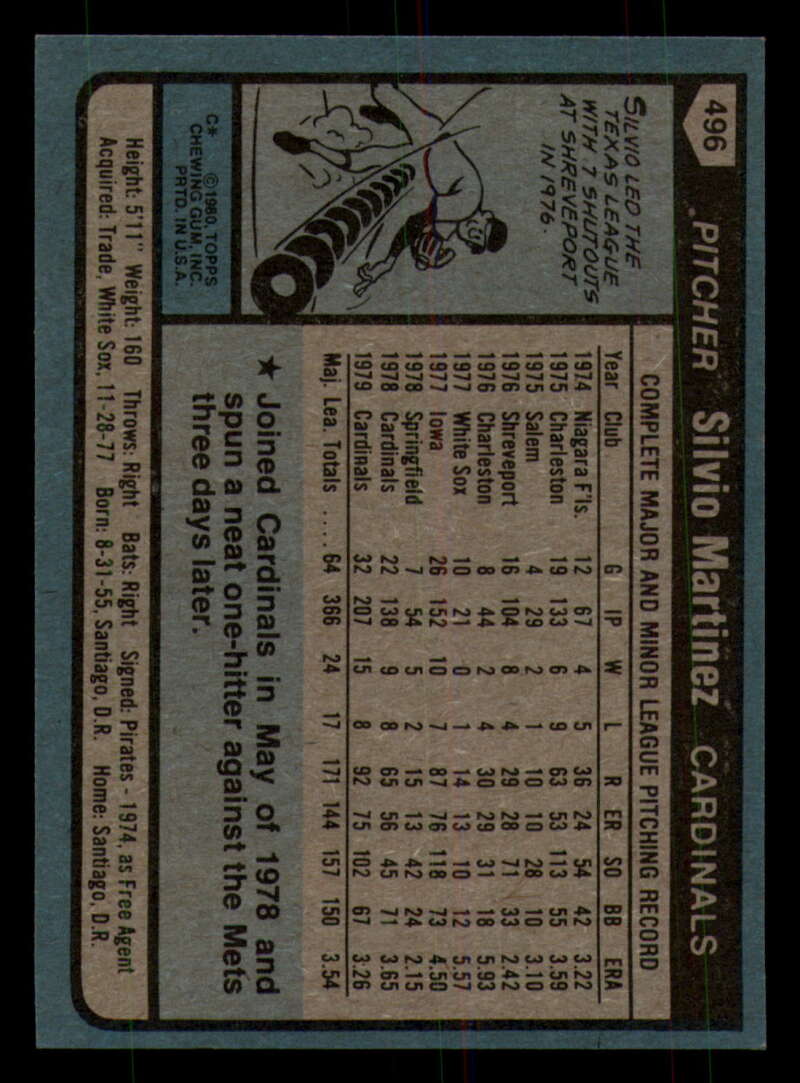 496 PITCHER Silvio Martinez CARDINALS
SILVIO LED THE
TEXAS LEAGUE
WITH 7 SHUTOUTS
AT SHREVEPORT
IN 1976.
C* ©1980, TOPPS
CHEWING GUM, INC.
PRTD. IN U.S.A.
COMPLETE MAJOR AND MINOR LEAGUE PITCHING RECORD
Year Club G IP W L R ER SO BB ERA
1974 Niagara F'ls. 12 67 4 5 36 24 54 42 3.22
1975 Charleston 19 133 6 9 63 53 113 55 3.59
1975 Salem 4 29 2 1 10 10 28 10 3.10
1976 Shreveport 16 104 8 4 29 28 71 33 2.42
1976 Charleston 8 44 2 4 30 29 31 18 5.93
1977 White Sox 10 21 0 1 14 13 10 12 5.57
1977 Iowa 26 152 10 7 87 76 118 73 4.50
1978 Springfield 7 54 5 2 15 13 42 24 2.15
1978 Cardinals 22 138 9 8 65 56 45 71 3.65
1979 Cardinals 32 207 15 8 92 75 102 67 3.26
Maj. Lea. Totals .... 64 366 24 17 171 144 157 150 3.54
★ Joined Cardinals in May of 1978 and
spun a neat one-hitter against the Mets
three days later.
Height: 5'11" Weight: 160 Throws: Right Bats: Right Signed: Pirates - 1974, as Free Agent
Acquired: Trade, White Sox, 11-28-77 Born: 8-31-55, Santiago, D.R. Home: Santiago, D.R.